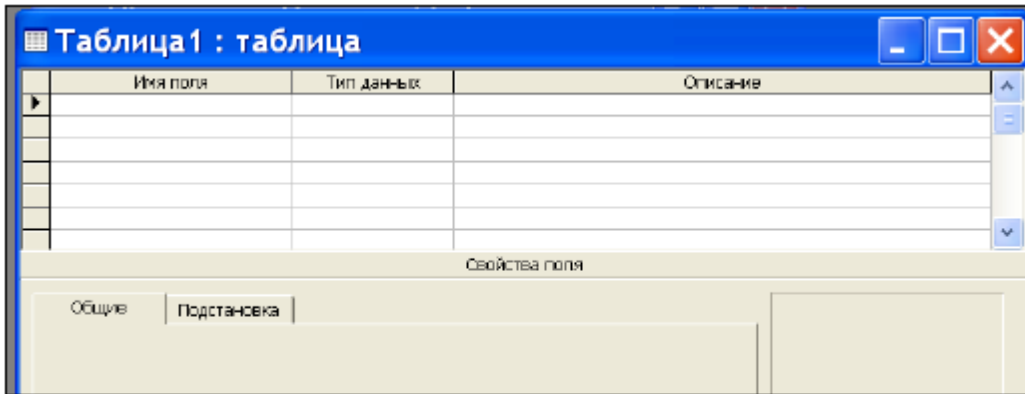 Таблица1 : таблица
Имя поля Тип данных Описание
Свойства поля
Общие Подстановка